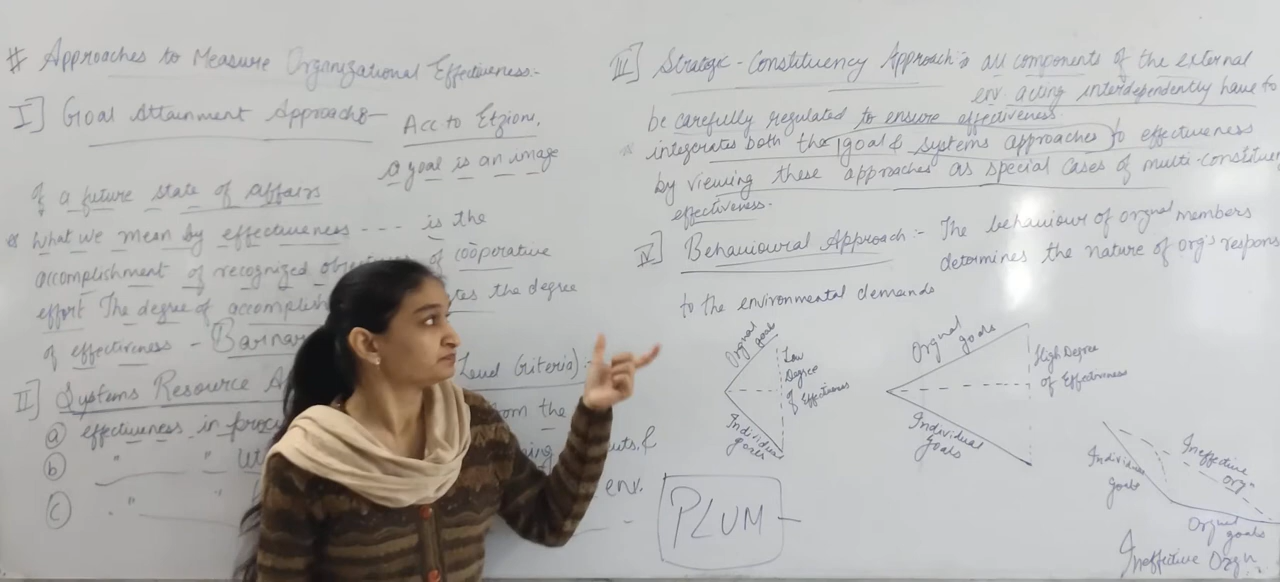 # Approaches to Measure Organizational Effectiveness:-
I] Goal Attainment Approach:- Acc to Etzioni,
a goal is an image
of a future state of affairs
What we mean by effectiveness --- is the
accomplishment of recognized of cooperative
effort The degree of the degree
of effectiveness -
II] Systems Resource Level Criteria) :-
a) effectiveness in from the
b) " "
c) " " env.
III] Strategic-Constituency Approach:- all components of the external
env. acting interdependently have to
be carefully regulated to ensure effectiveness.
integrates both the goal & systems approaches to effectiveness
by viewing these approaches as special cases of multi-
effectiveness.
IV] Behavioural Approach:- The behaviour of orgnal members
determines the nature of org's
to the environmental demands
Orgnal goals
Low Degree of Effectiveness
Individual goals
Orgnal goals
High Degree of Effectiveness
Individual Goals
Individual goals
Ineffective Orgn
Orgnal goals
Ineffective Orgn.
PLUM-